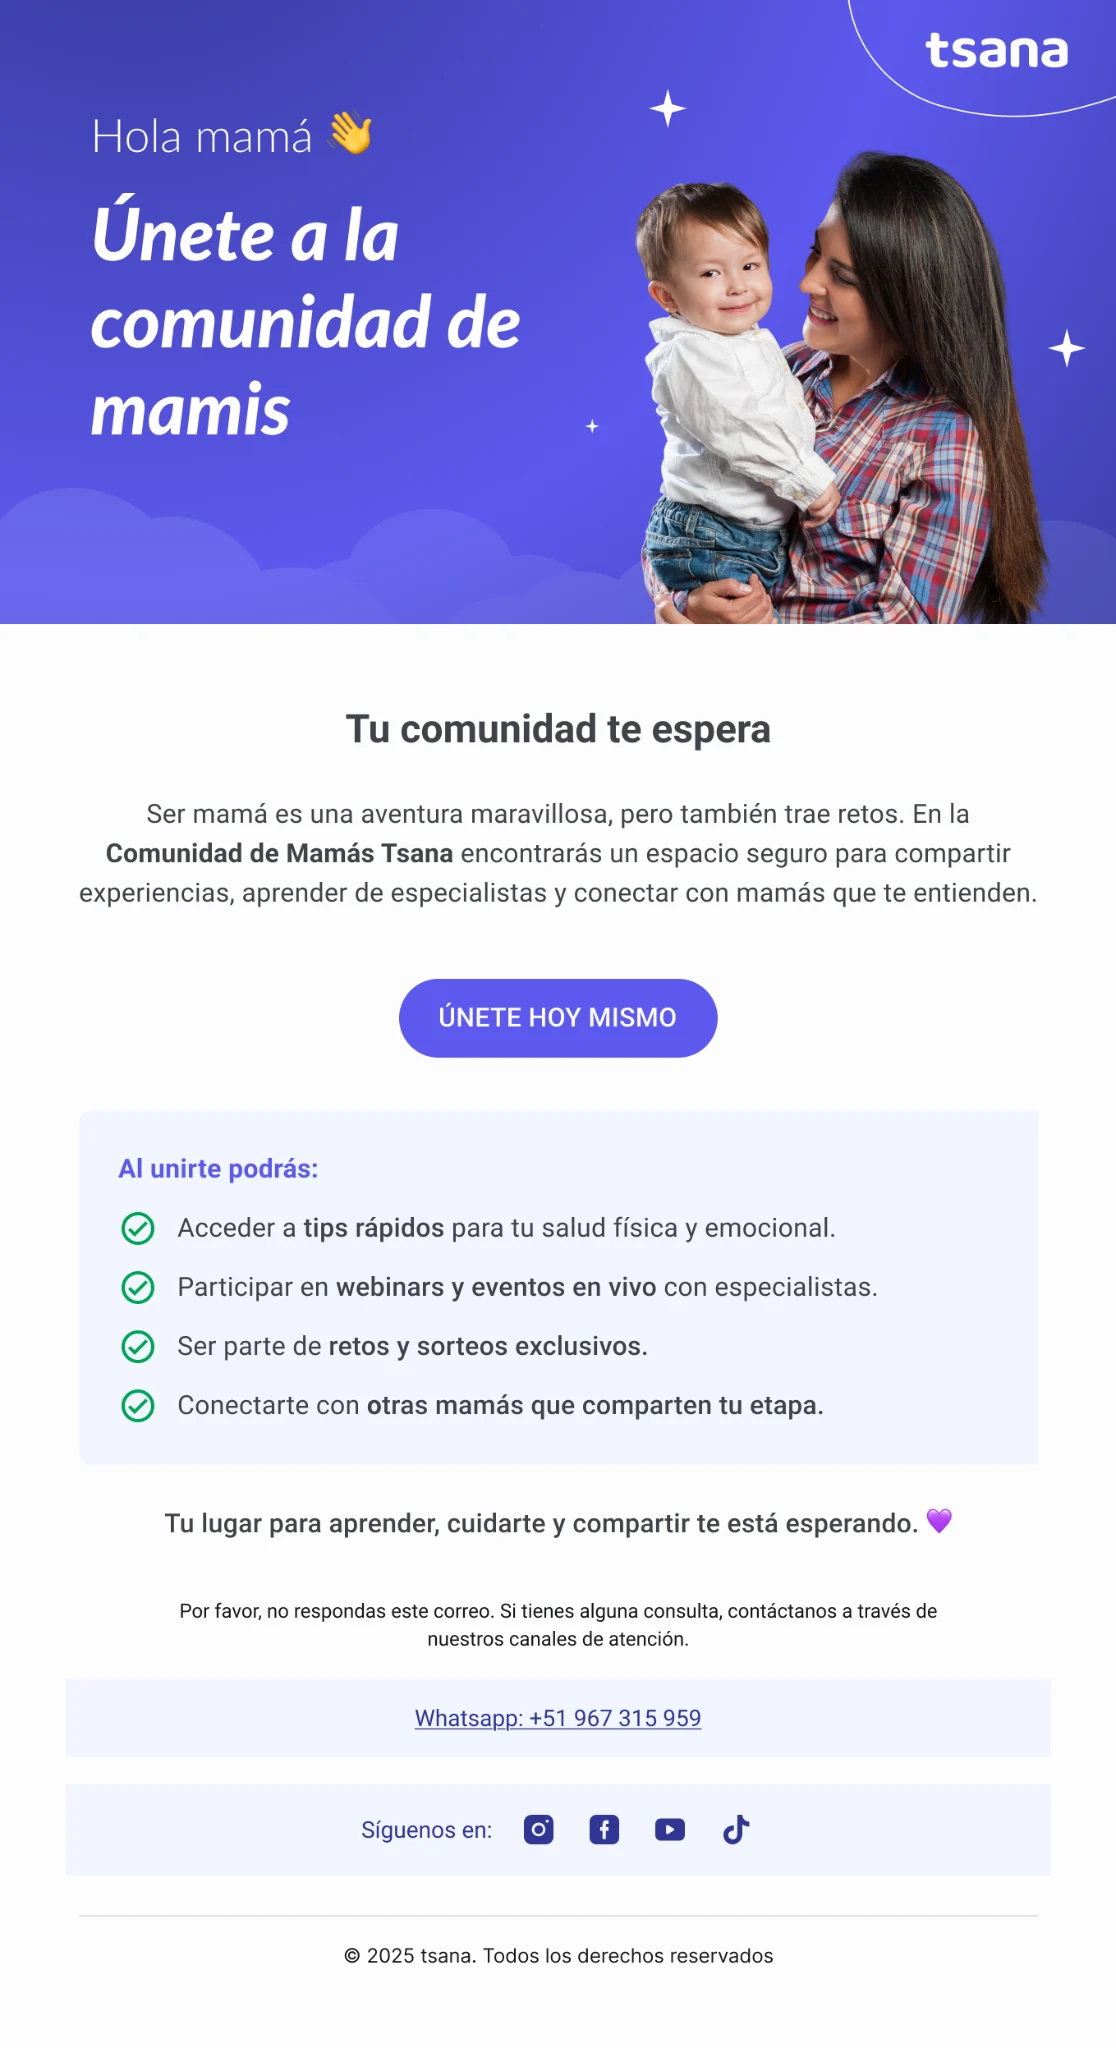 tsana
Hola mamá 👋
Únete a la
comunidad de
mamis
Tu comunidad te espera
Ser mamá es una aventura maravillosa, pero también trae retos. En la
Comunidad de Mamás Tsana encontrarás un espacio seguro para compartir
experiencias, aprender de especialistas y conectar con mamás que te entienden.
ÚNETE HOY MISMO
Al unirte podrás:
Acceder a tips rápidos para tu salud física y emocional.
Participar en webinars y eventos en vivo con especialistas.
Ser parte de retos y sorteos exclusivos.
Conectarte con otras mamás que comparten tu etapa.
Tu lugar para aprender, cuidarte y compartir te está esperando. 💜
Por favor, no respondas este correo. Si tienes alguna consulta, contáctanos a través de
nuestros canales de atención.
Whatsapp: +51 967 315 959
Síguenos en:
© 2025 tsana. Todos los derechos reservados